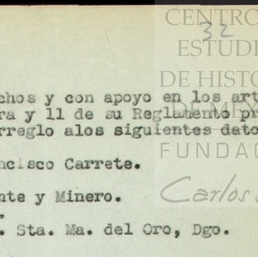 CENTRO
32
ESTUDI
DE HISTO
chos y con apoyo en los art
ra y 11 de su Reglamento pr
rreglo alos siguientes dato
FUNDAC
ncisco Carrete.
Carlos
nte y Minero.
. Sta. Ma. del Oro, Dgo.